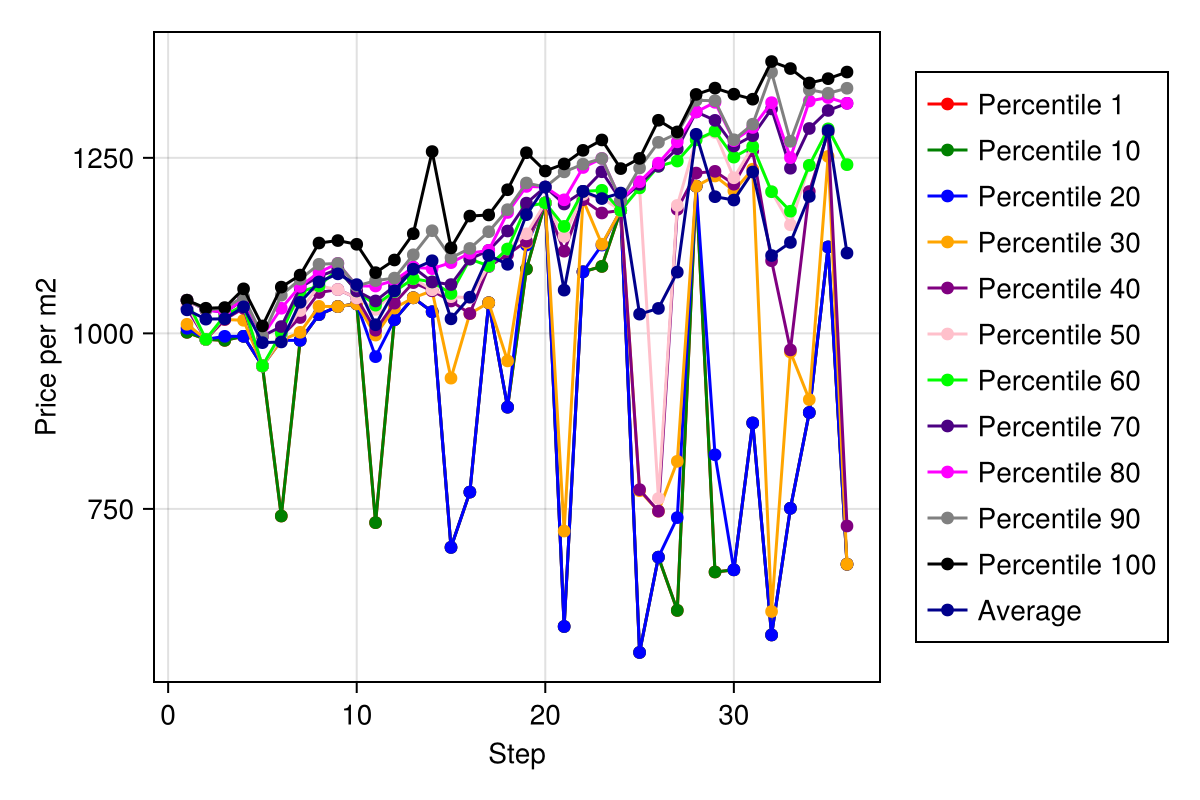 Price per m2
1250
1000
750
0
10
20
30
Step
Percentile 1
Percentile 10
Percentile 20
Percentile 30
Percentile 40
Percentile 50
Percentile 60
Percentile 70
Percentile 80
Percentile 90
Percentile 100
Average